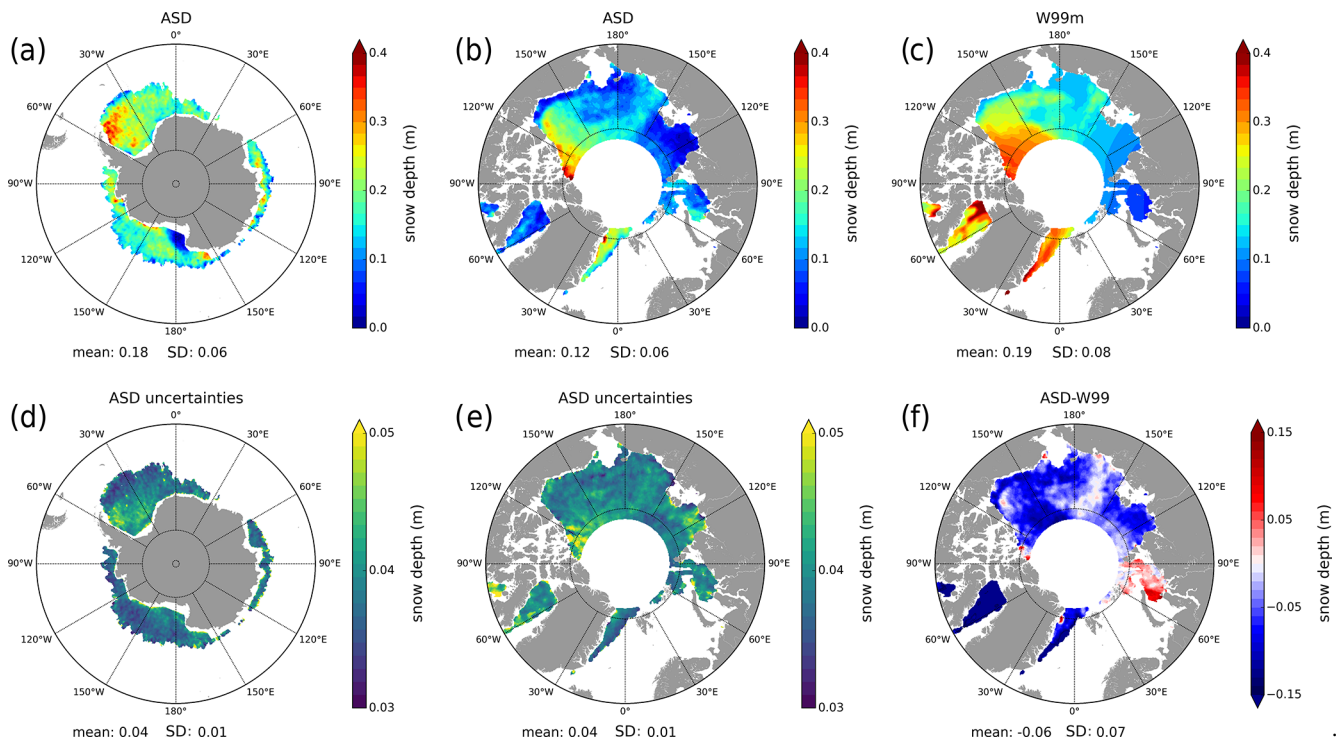 ASD
(a)
0°
30°W
30°E
60°W
60°E
90°W
90°E
120°W
120°E
150°W
150°E
180°
0.4
0.3
0.2
0.1
0.0
snow depth (m)
mean: 0.18 SD: 0.06
ASD
(b)
180°
150°W
150°E
120°W
120°E
90°W
90°E
60°W
60°E
30°W
30°E
0°
0.4
0.3
0.2
0.1
0.0
snow depth (m)
mean: 0.12 SD: 0.06
W99m
(c)
180°
150°W
150°E
120°W
120°E
90°W
90°E
60°W
60°E
30°W
30°E
0°
0.4
0.3
0.2
0.1
0.0
snow depth (m)
mean: 0.19 SD: 0.08
ASD uncertainties
(d)
0°
30°W
30°E
60°W
60°E
90°W
90°E
120°W
120°E
150°W
150°E
180°
0.05
0.04
0.03
snow depth (m)
mean: 0.04 SD: 0.01
ASD uncertainties
(e)
180°
150°W
150°E
120°W
120°E
90°W
90°E
60°W
60°E
30°W
30°E
0°
0.05
0.04
0.03
snow depth (m)
mean: 0.04 SD: 0.01
ASD-W99
(f)
180°
150°W
150°E
120°W
120°E
90°W
90°E
60°W
60°E
30°W
30°E
0°
0.15
0.05
−0.05
−0.15
snow depth (m)
mean: -0.06 SD: 0.07
.